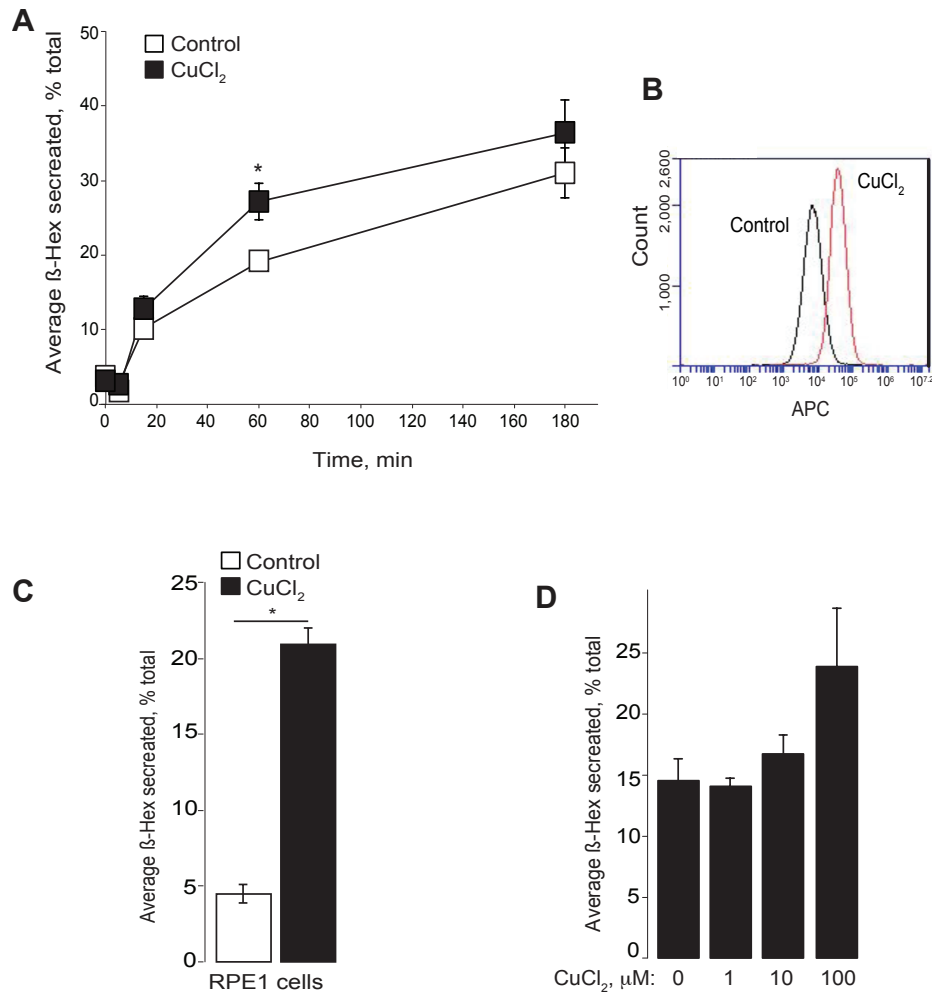 A
Average ß-Hex secreated, % total
50
40
30
20
10
0
Control
CuCl₂
*
0 20 40 60 80 100 120 140 160 180
Time, min
B
Count
2,600
2,000
1,000
Control
CuCl₂
10⁰ 10¹ 10² 10³ 10⁴ 10⁵ 10⁶ 10⁷·²
APC
C
Control
CuCl₂
Average ß-Hex secreated, % total
25
20
15
10
5
0
*
RPE1 cells
D
Average ß-Hex secreated, % total
25
20
15
10
5
0
CuCl₂, μM: 0 1 10 100